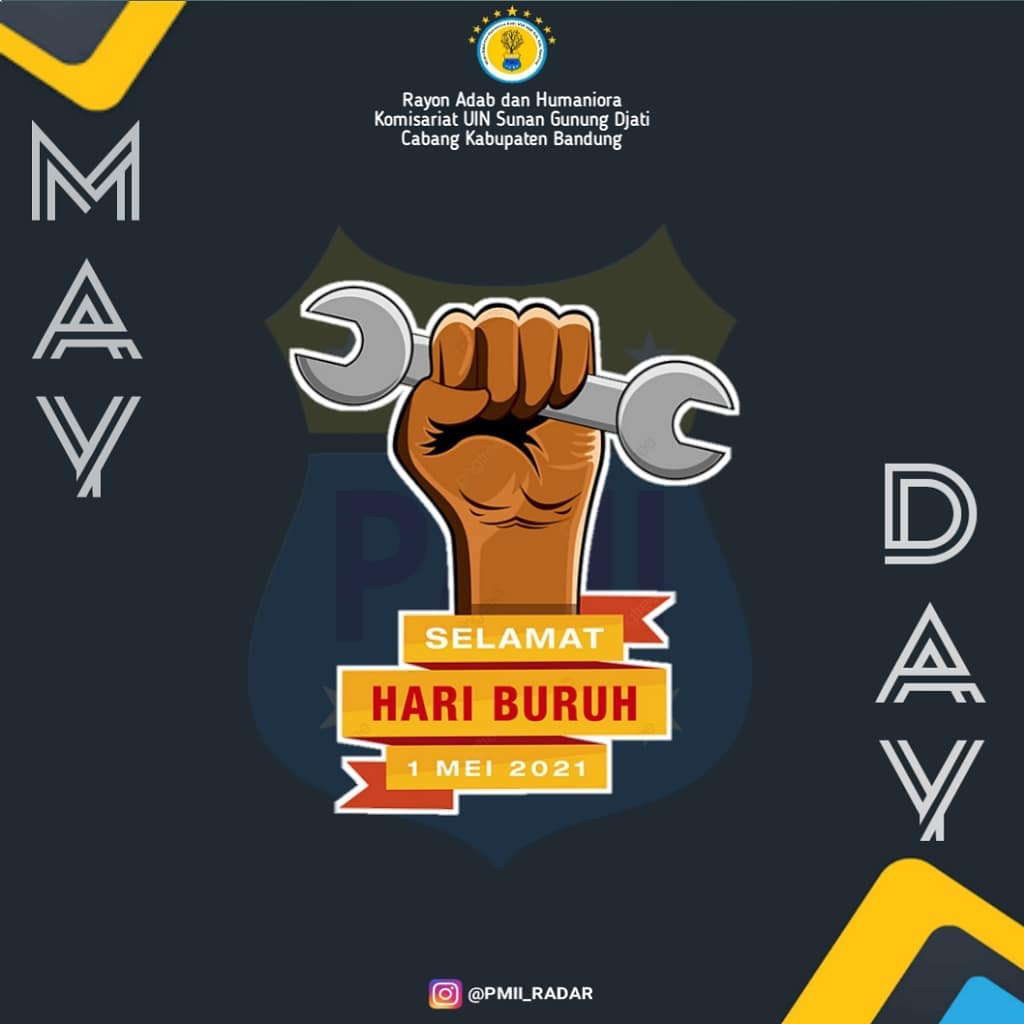 Rayon Adab dan Humaniora
Komisariat UIN Sunan Gunung Djati
Cabang Kabupaten Bandung
MAY
DAY
PMII
SELAMAT
HARI BURUH
1 MEI 2021
@PMII_RADAR